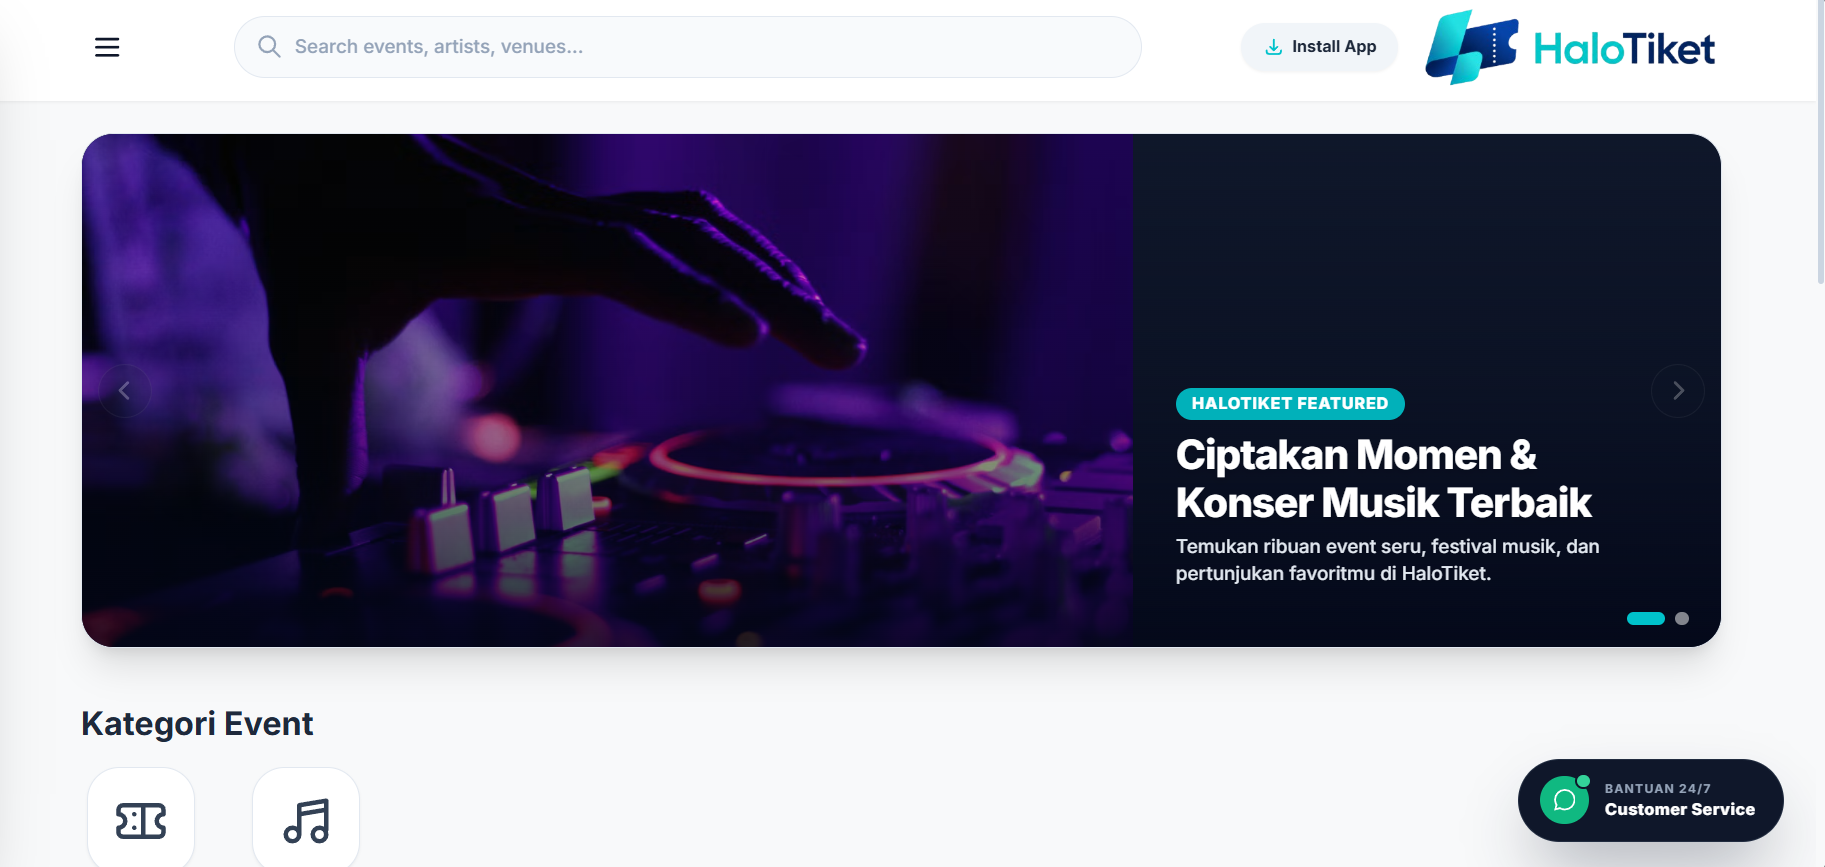 Search events, artists, venues...
Install App
HaloTiket
HALOTIKET FEATURED
Ciptakan Momen &
Konser Musik Terbaik
Temukan ribuan event seru, festival musik, dan
pertunjukan favoritmu di HaloTiket.
Kategori Event
BANTUAN 24/7
Customer Service